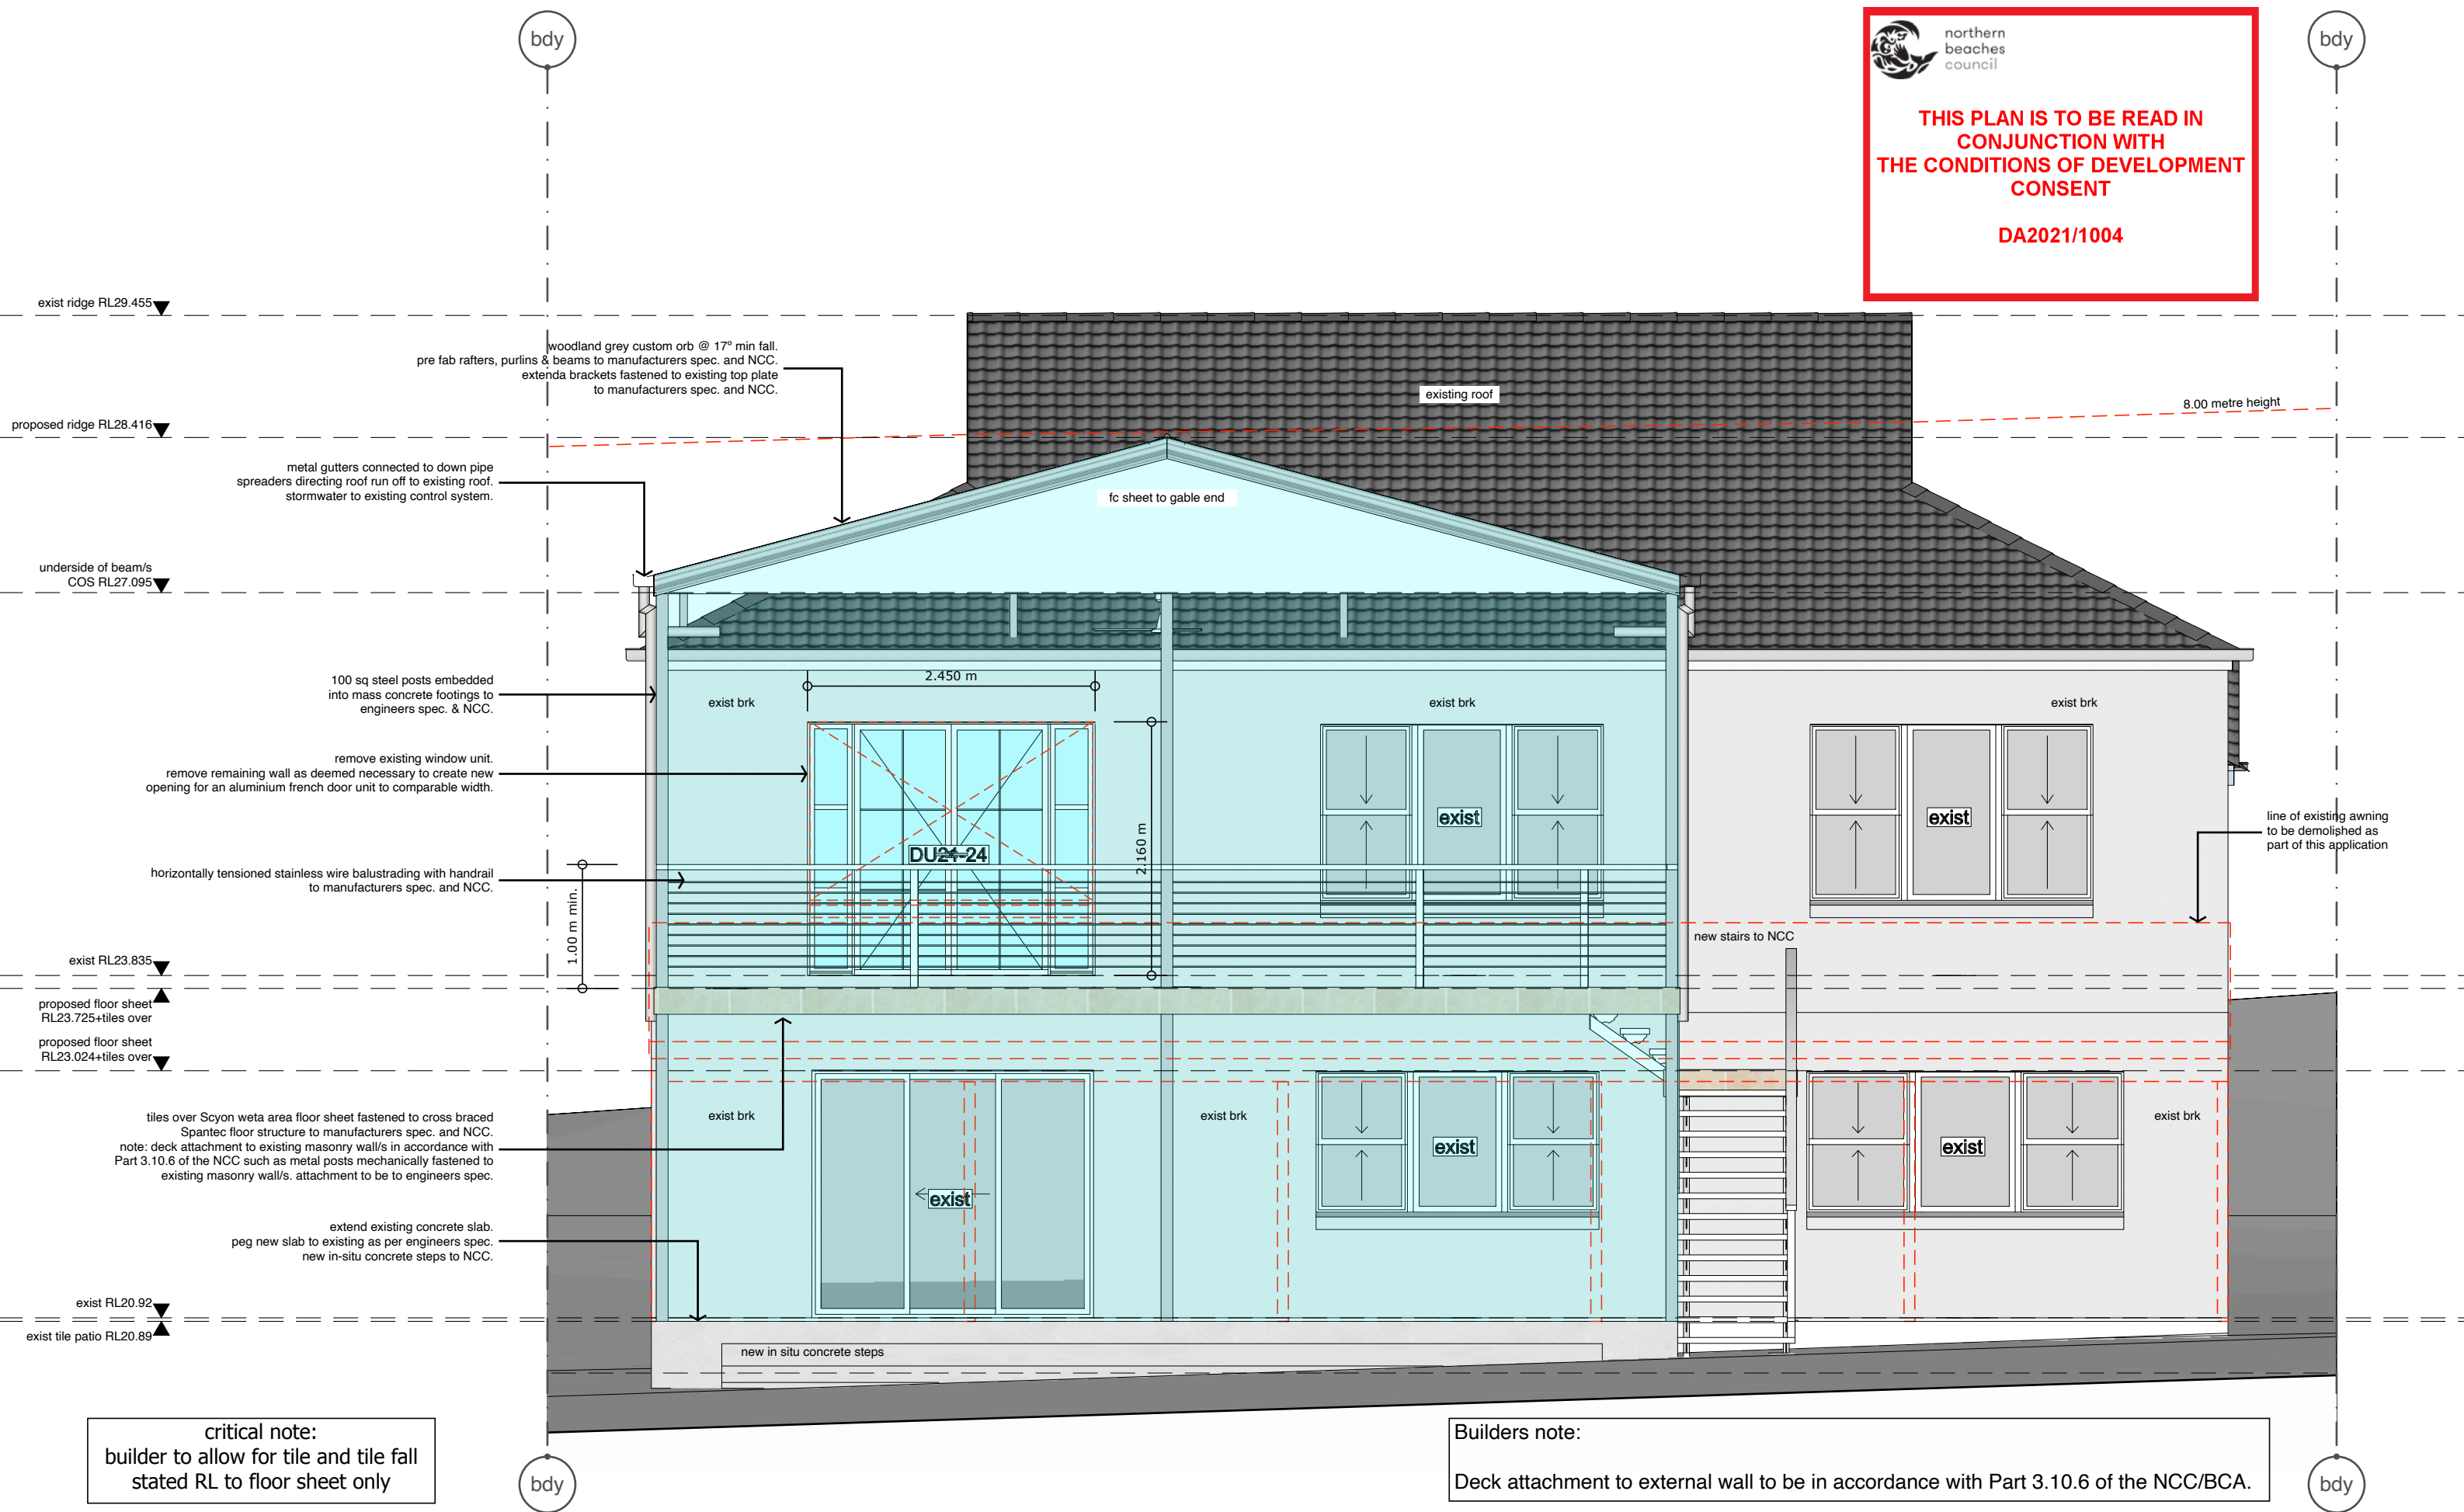 bdy
bdy
northern
beaches
council
THIS PLAN IS TO BE READ IN
CONJUNCTION WITH
THE CONDITIONS OF DEVELOPMENT
CONSENT
DA2021/1004
exist ridge RL29.455
woodland grey custom orb @ 17º min fall.
pre fab rafters, purlins & beams to manufacturers spec. and NCC.
extenda brackets fastened to existing top plate
to manufacturers spec. and NCC.
existing roof
8.00 metre height
proposed ridge RL28.416
metal gutters connected to down pipe
spreaders directing roof run off to existing roof.
stormwater to existing control system.
fc sheet to gable end
underside of beam/s
COS RL27.095
100 sq steel posts embedded
into mass concrete footings to
engineers spec. & NCC.
2.450 m
exist brk
exist brk
exist brk
remove existing window unit.
remove remaining wall as deemed necessary to create new
opening for an aluminium french door unit to comparable width.
exist
exist
line of existing awning
to be demolished as
part of this application
DU21-24
2.160 m
horizontally tensioned stainless wire balustrading with handrail
to manufacturers spec. and NCC.
1.00 m min.
new stairs to NCC
exist RL23.835
proposed floor sheet
RL23.725+tiles over
proposed floor sheet
RL23.024+tiles over
tiles over Scyon weta area floor sheet fastened to cross braced
Spantec floor structure to manufacturers spec. and NCC.
note: deck attachment to existing masonry wall/s in accordance with
Part 3.10.6 of the NCC such as metal posts mechanically fastened to
existing masonry wall/s. attachment to be to engineers spec.
exist brk
exist brk
exist brk
exist
exist
exist
extend existing concrete slab.
peg new slab to existing as per engineers spec.
new in-situ concrete steps to NCC.
exist RL20.92
exist tile patio RL20.89
new in situ concrete steps
critical note:
builder to allow for tile and tile fall
stated RL to floor sheet only
Builders note:
Deck attachment to external wall to be in accordance with Part 3.10.6 of the NCC/BCA.
bdy
bdy